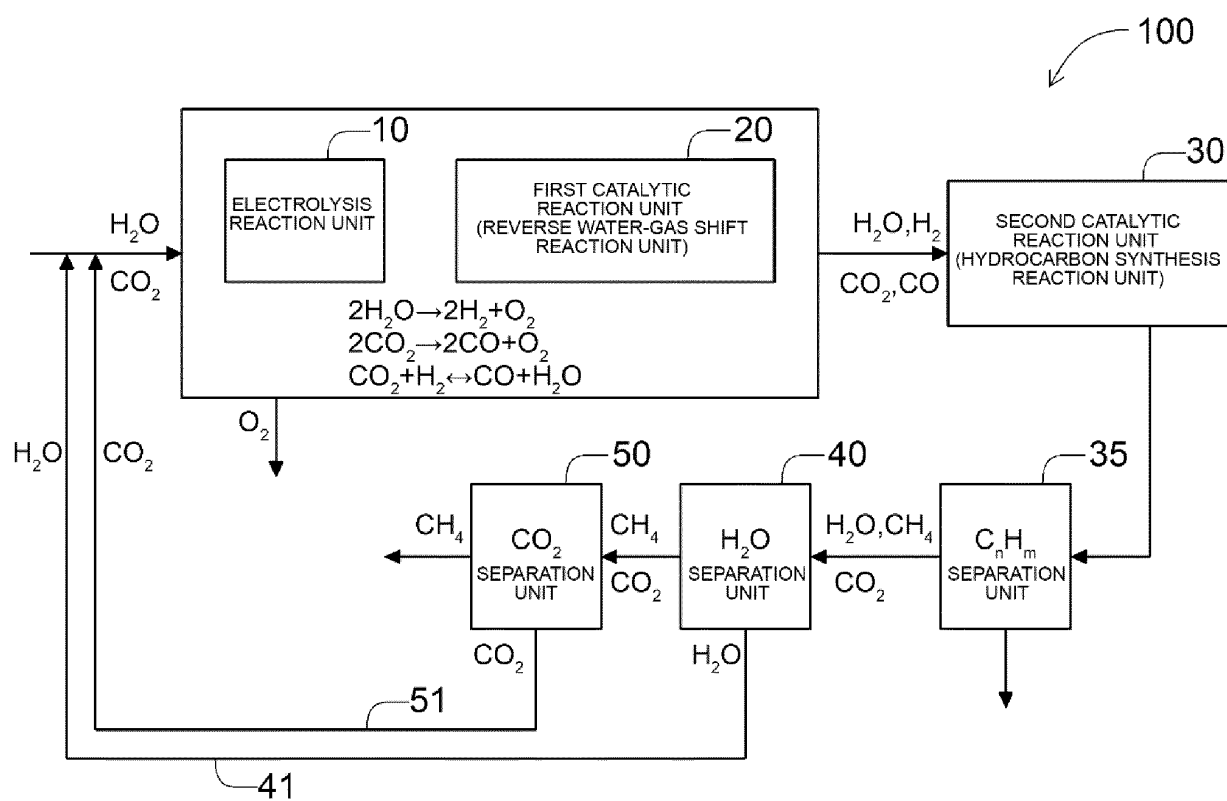 100
10
20
30
ELECTROLYSIS
REACTION UNIT
FIRST CATALYTIC
REACTION UNIT
(REVERSE WATER-GAS SHIFT
REACTION UNIT)
SECOND CATALYTIC
REACTION UNIT
(HYDROCARBON SYNTHESIS
REACTION UNIT)
H₂O
CO₂
H₂O,H₂
CO₂,CO
2H₂O→2H₂+O₂
2CO₂→2CO+O₂
CO₂+H₂↔CO+H₂O
O₂
H₂O
CO₂
50
40
35
CH₄
CO₂
SEPARATION
UNIT
CH₄
CO₂
H₂O
SEPARATION
UNIT
H₂O,CH₄
CO₂
CₙHₘ
SEPARATION
UNIT
CO₂
H₂O
51
41